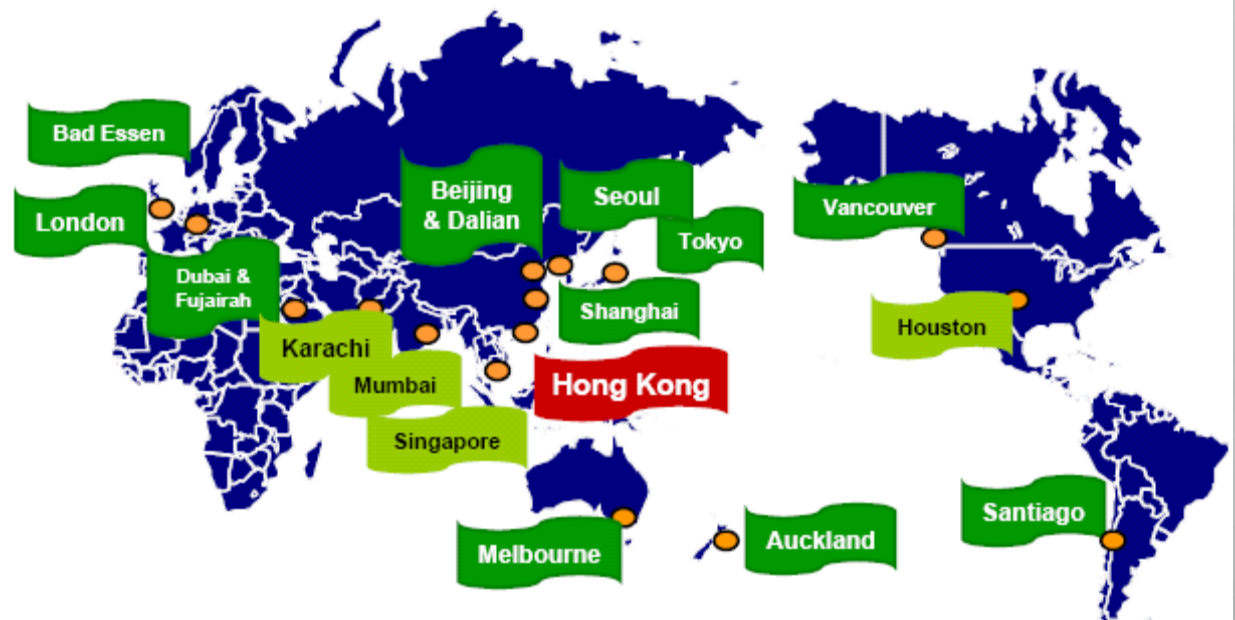 Bad Essen
London
Dubai &
Fujairah
Beijing
& Dalian
Seoul
Tokyo
Vancouver
Shanghai
Houston
Karachi
Mumbai
Hong Kong
Singapore
Melbourne
Auckland
Santiago